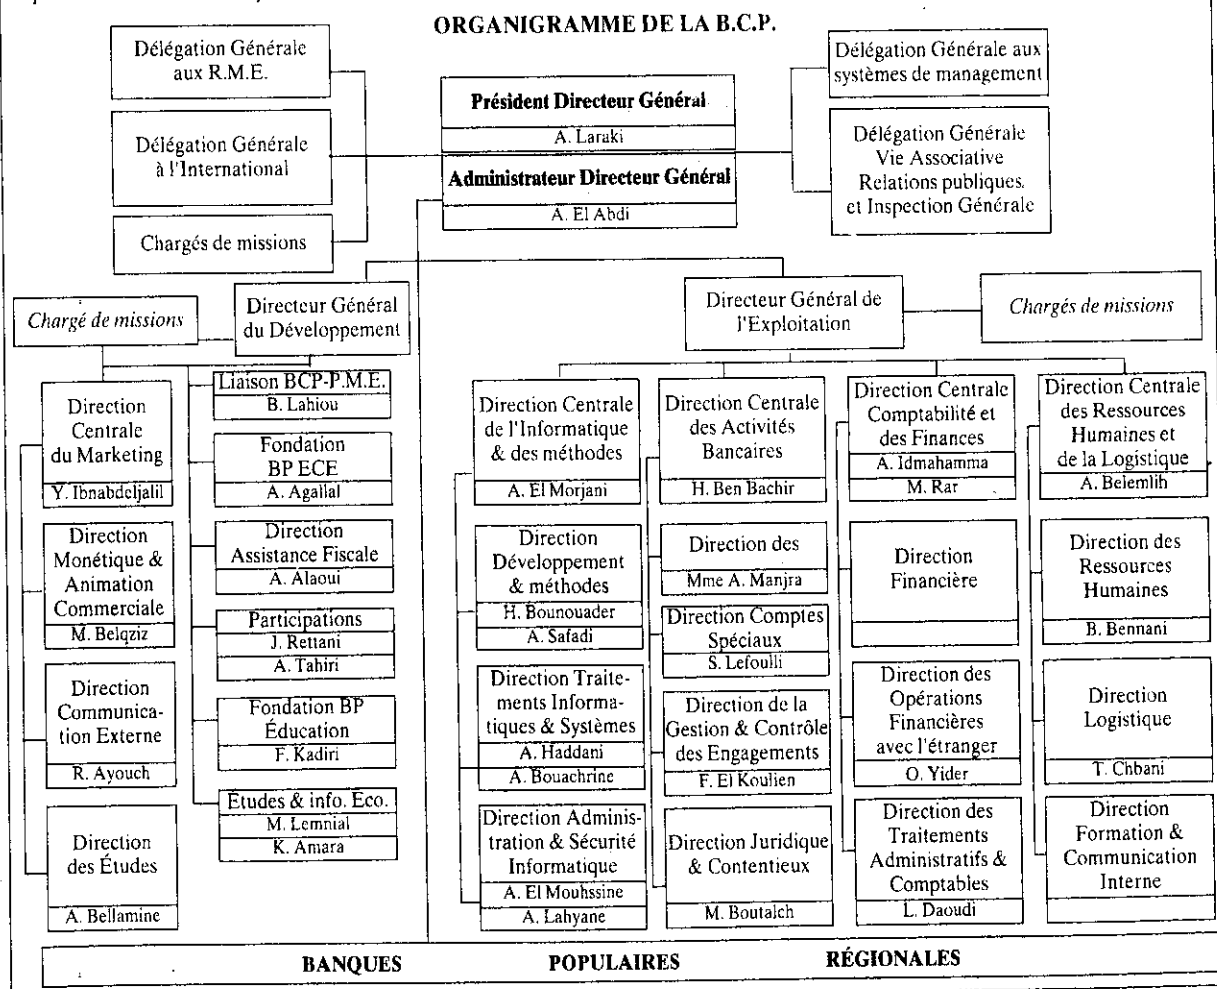 ORGANIGRAMME DE LA B.C.P.
Délégation Générale
aux R.M.E.
Délégation Générale
à l'International
Chargés de missions
Président Directeur Général
A. Laraki
Administrateur Directeur Général
A. El Abdi
Délégation Générale aux
systèmes de management
Délégation Générale
Vie Associative
Relations publiques.
et Inspection Générale
Chargé de missions
Directeur Général
du Développement
Directeur Général de
l'Exploitation
Chargés de missions
Direction
Centrale
du Marketing
Y. Ibnabdeljalil
Direction
Monétique &
Animation
Commerciale
M. Belqziz
Direction
Communica-
tion Externe
R. Ayouch
Direction
des Études
A. Bellamine
Liaison BCP-P.M.E.
B. Lahiou
Fondation
BP ECE
A. Agallal
Direction
Assistance Fiscale
A. Alaoui
Participations
J. Rettani
A. Tahiri
Fondation BP
Éducation
F. Kadiri
Études & info. Eco.
M. Lemnial
K. Amara
Direction Centrale
de l'Informatique
& des méthodes
A. El Morjani
Direction
Développement
& méthodes
H. Bounouader
A. Safadi
Direction Traite-
ments Informa-
tiques & Systèmes
A. Haddani
A. Bouachrine
Direction Adminis-
tration & Sécurité
Informatique
A. El Mouhssine
A. Lahyane
Direction Centrale
des Activités
Bancaires
H. Ben Bachir
Direction des
Mme A. Manjra
Direction Comptes
Spéciaux
S. Lefoulli
Direction de la
Gestion & Contrôle
des Engagements
F. El Koulien
Direction Juridique
& Contentieux
M. Boutalch
Direction Centrale
Comptabilité et
des Finances
A. Idmahamma
M. Rar
Direction
Financière
Direction des
Opérations
Financières
avec l'étranger
O. Yider
Direction des
Traitements
Administratifs &
Comptables
L. Daoudi
Direction Centrale
des Ressources
Humaines et
de la Logistique
A. Belemlih
Direction des
Ressources
Humaines
B. Bennani
Direction
Logistique
T. Chbani
Direction
Formation &
Communication
Interne
BANQUES POPULAIRES RÉGIONALES